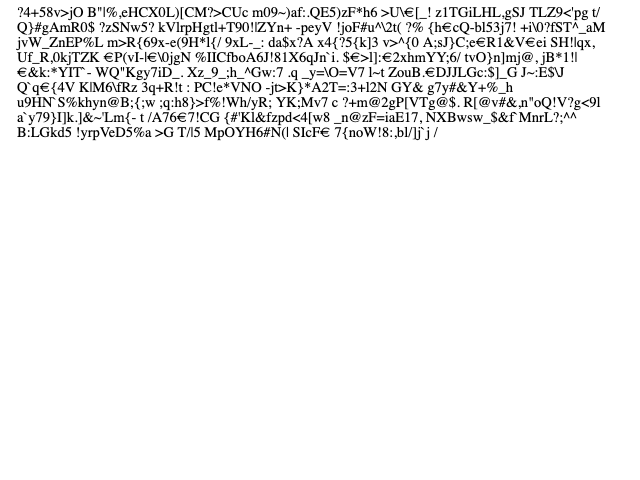 ?4+58v>jO B"l%,eHCX0L)[CM?>CUc m09~)af:.QE5)zF*h6 >U\€[_! z1TGiLHL,gSJ TLZ9<'pg t/
Q}#gAmR0$ ?zSNw5? kVlrpHgtl+T90!lZYn+ -peyV !joF#u^\2t( ?% {h€cQ-bl53j7! +i\0?fST^_aM
jvW_ZnEP%L m>R{69x-e(9H*l{/ 9xL-_: da$x?A x4{?5{k]3 v>^{0 A;sJ}C;e€R1&V€ei SH!lqx,
Uf_R,0kjTZK €P(vI-l€\0jgN %IICfboA6J!81X6qJn`i. $€>l]:€2xhmYY;6/ tvO}n]mj@, jB*1!|
€&k:*YlT`- WQ"Kgy7iD_. Xz_9_;h_^Gw:7 .q _y=\O=V7 l~t ZouB.€DJJLGc:$]_G J~:E$\J
Q`q€{4V K|M6\fRz 3q+R!t : PC!e*VNO -jt>K}*A2T=:3+l2N GY& g7y#&Y+%_h
u9HN`S%khyn@B;{;w ;q:h8}>f%!Wh/yR; YK;Mv7 c ?+m@2gP[VTg@$. R[@v#&,n"oQ!V?g<9l
a`y79}I]k.]&~'Lm{- t /A76€7!CG {#'Kl&fzpd<4[w8 _n@zF=iaE17, NXBwsw_$&f`MnrL?;^^
B:LGkd5 !yrpVeD5%a >G T/|5 MpOYH6#N(| SIcF€ 7{noW!8:,bl/]j`j /